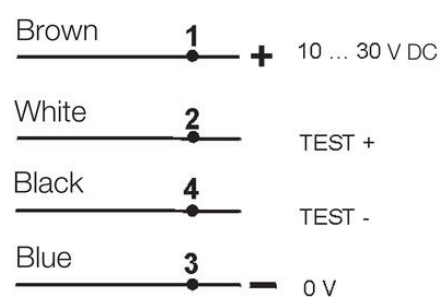 Brown 1 + 10 ... 30 V DC
White 2 TEST +
Black 4 TEST -
Blue 3 − 0 V